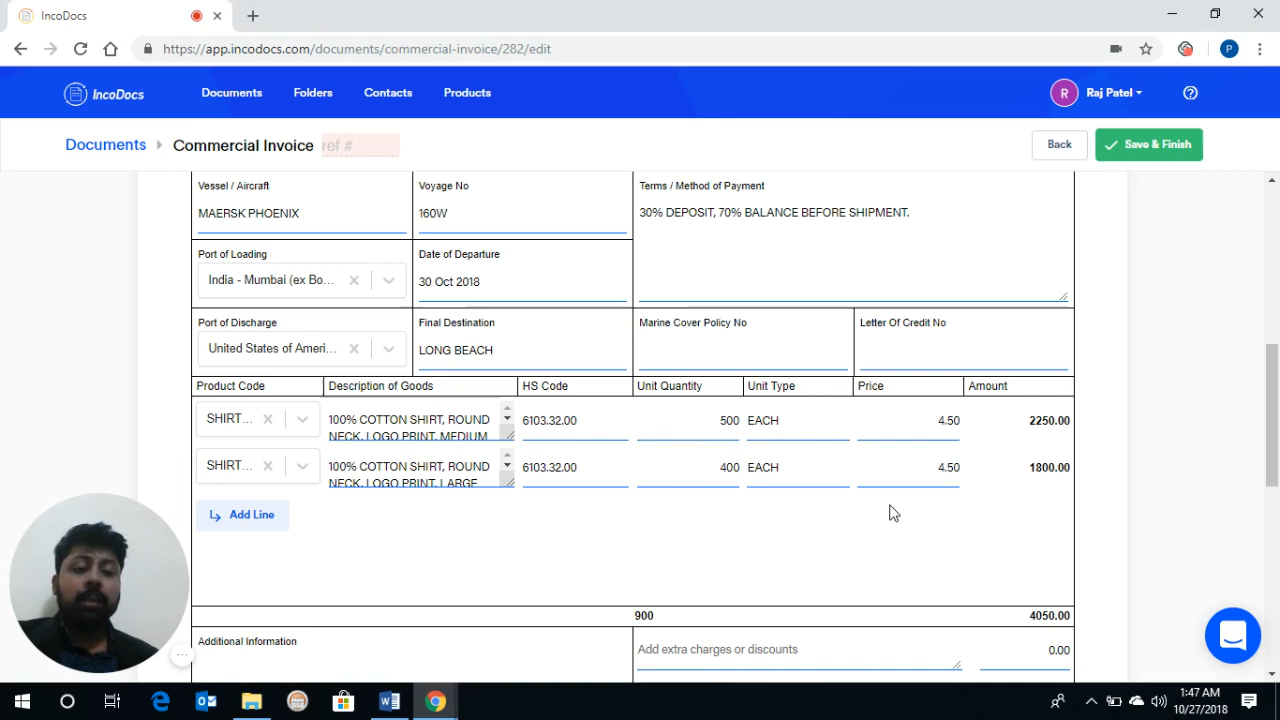 IncoDocs
https://app.incodocs.com/documents/commercial-invoice/282/edit
P
IncoDocs Documents Folders Contacts Products R Raj Patel
Documents Commercial Invoice ref # Back Save & Finish
Vessel / Aircraft Voyage No Terms / Method of Payment
MAERSK PHOENIX 160W 30% DEPOSIT, 70% BALANCE BEFORE SHIPMENT.
Port of Loading Date of Departure
India - Mumbai (ex Bo... 30 Oct 2018
Port of Discharge Final Destination Marine Cover Policy No Letter Of Credit No
United States of Ameri... LONG BEACH
Product Code Description of Goods HS Code Unit Quantity Unit Type Price Amount
SHIRT... 100% COTTON SHIRT, ROUND 6103.32.00 500 EACH 4.50 2250.00
NECK, LOGO PRINT, MEDIUM
SHIRT... 100% COTTON SHIRT, ROUND 6103.32.00 400 EACH 4.50 1800.00
NECK, LOGO PRINT, LARGE
Add Line
900 4050.00
Additional Information
Add extra charges or discounts 0.00
1:47 AM
10/27/2018